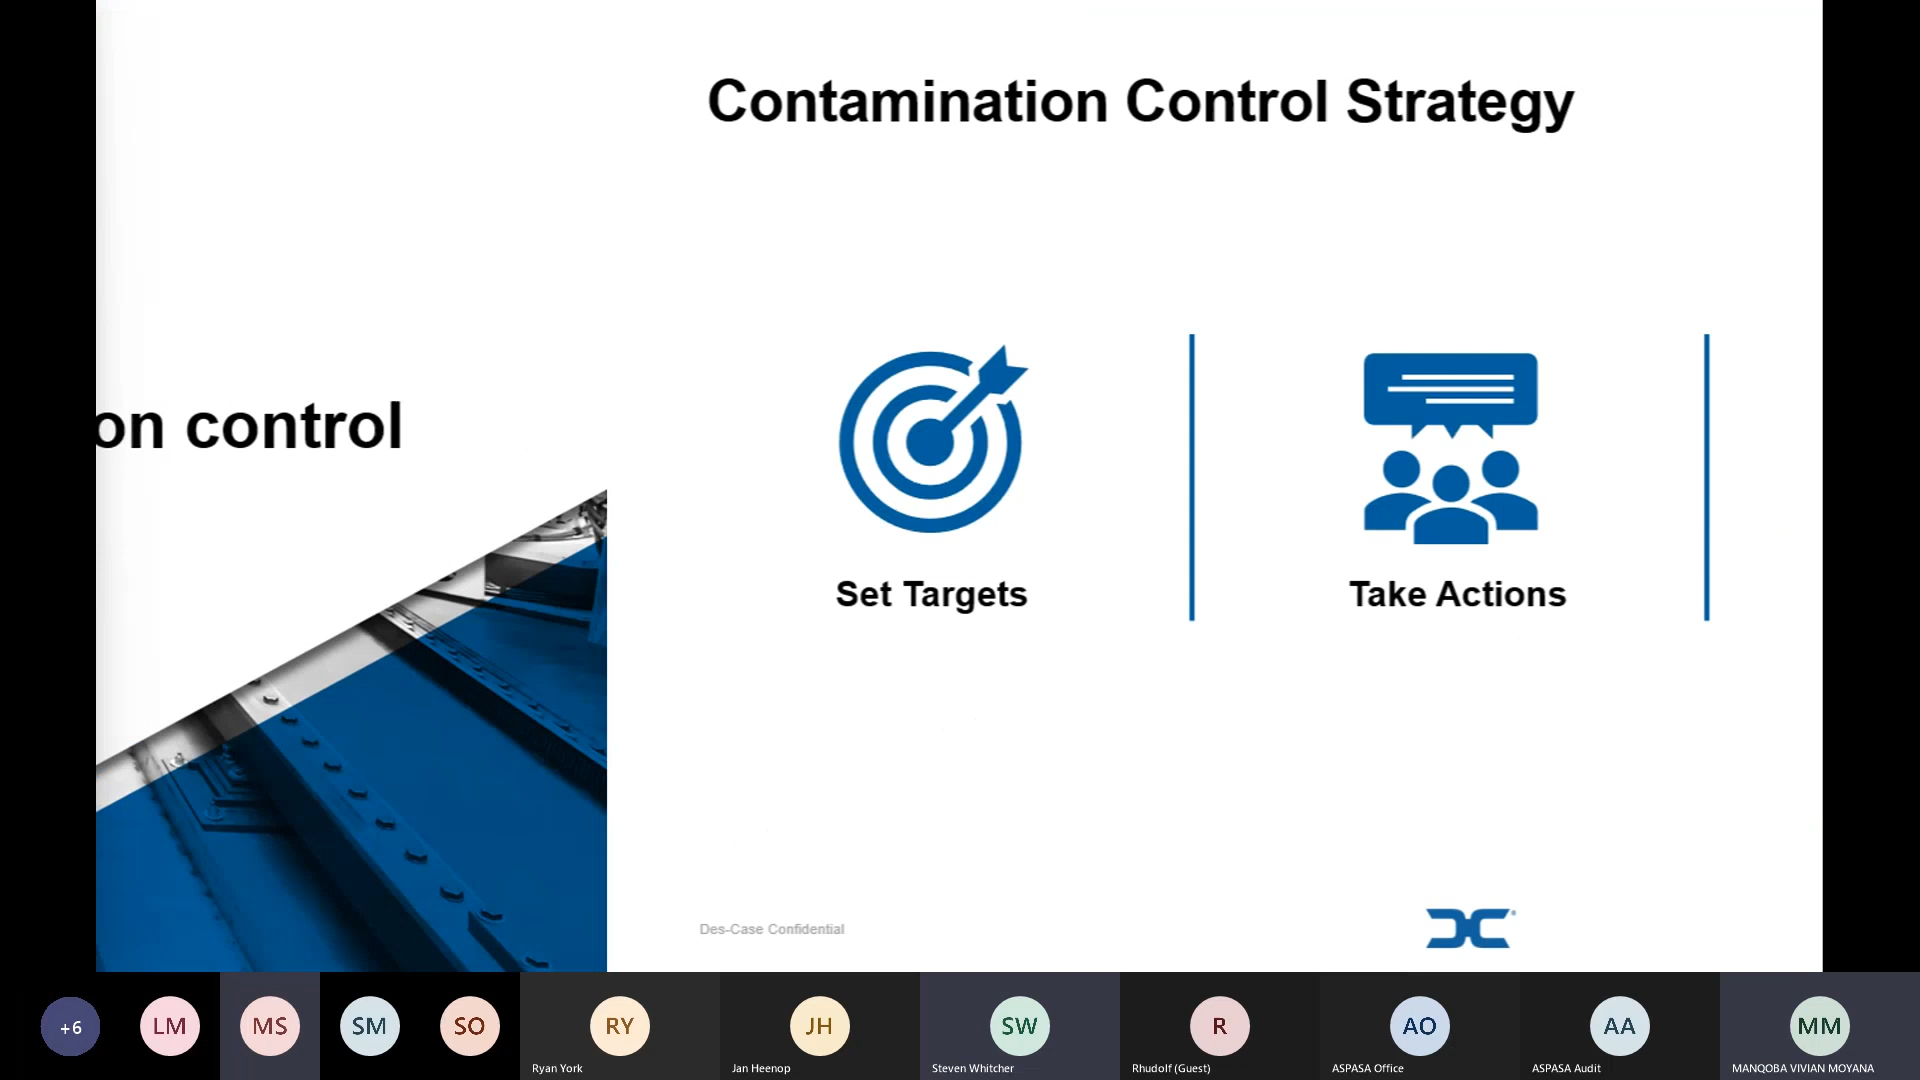 Contamination Control Strategy
on control
Set Targets
Take Actions
Des-Case Confidential
+6
LM
MS
SM
SO
RY
JH
SW
R
AO
AA
MM
Ryan York
Jan Heenop
Steven Whitcher
Rhudolf (Guest)
ASPASA Office
ASPASA Audit
MANQOBA VIVIAN MOYANA